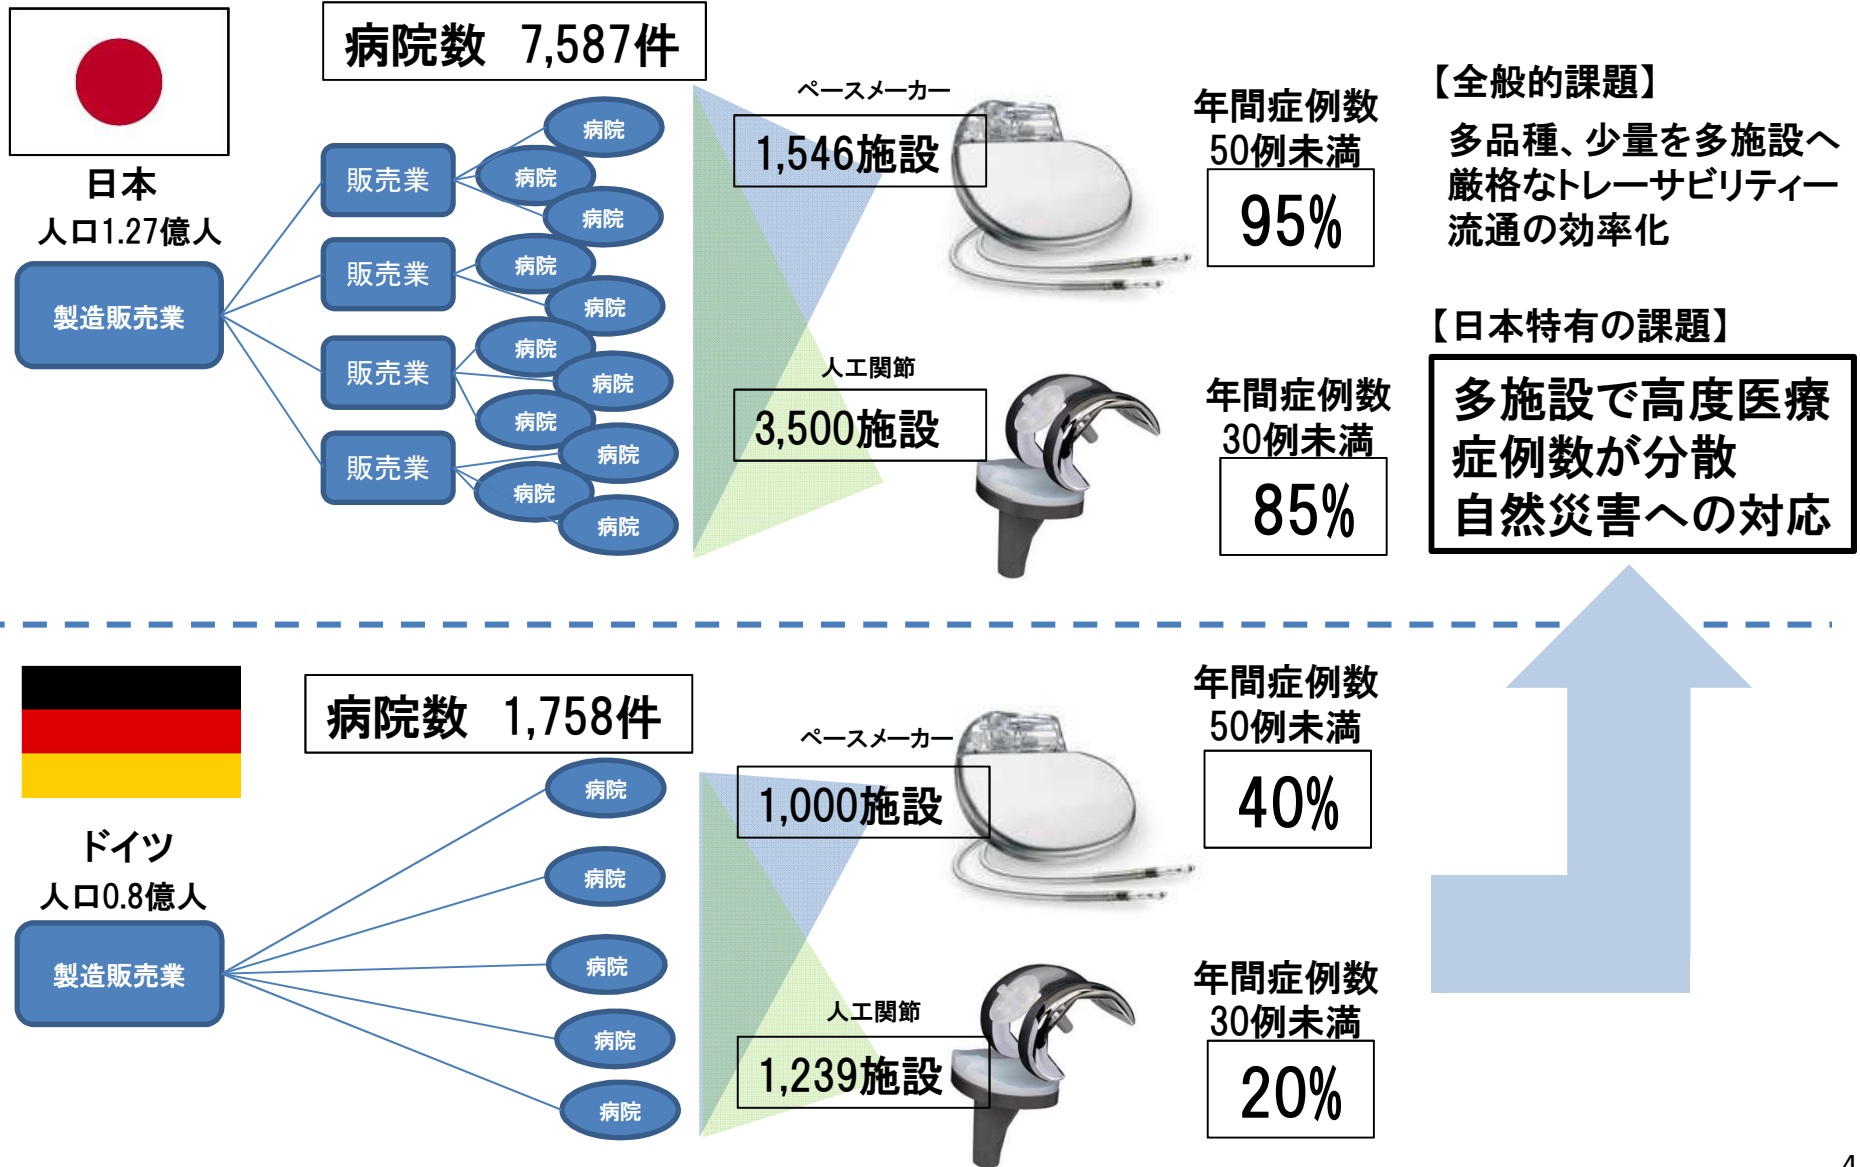 病院数 7,587件
日本
人口1.27億人
製造販売業
販売業
販売業
販売業
販売業
病院
病院
病院
病院
病院
病院
病院
病院
病院
病院
病院
ペースメーカー
1,546施設
年間症例数
50例未満
95%
人工関節
3,500施設
年間症例数
30例未満
85%
【全般的課題】
多品種、少量を多施設へ
厳格なトレーサビリティー
流通の効率化
【日本特有の課題】
多施設で高度医療
症例数が分散
自然災害への対応
病院数 1,758件
ドイツ
人口0.8億人
製造販売業
病院
病院
病院
病院
病院
ペースメーカー
1,000施設
年間症例数
50例未満
40%
人工関節
1,239施設
年間症例数
30例未満
20%
4